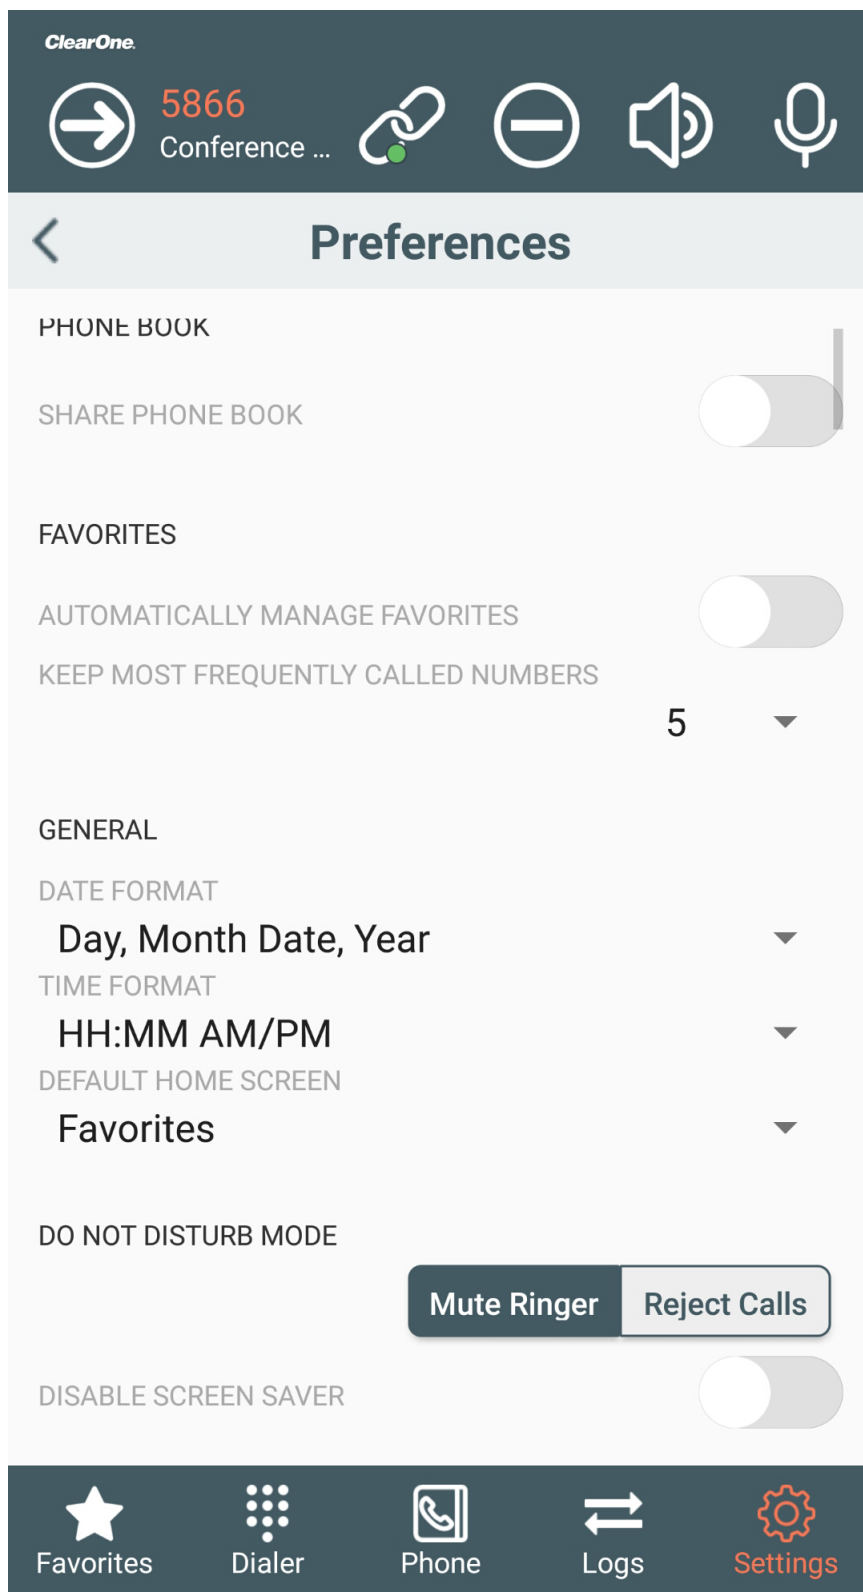 ClearOne.
5866
Conference ...
Preferences
PHONE BOOK
SHARE PHONE BOOK
FAVORITES
AUTOMATICALLY MANAGE FAVORITES
KEEP MOST FREQUENTLY CALLED NUMBERS
5
GENERAL
DATE FORMAT
Day, Month Date, Year
TIME FORMAT
HH:MM AM/PM
DEFAULT HOME SCREEN
Favorites
DO NOT DISTURB MODE
Mute Ringer Reject Calls
DISABLE SCREEN SAVER
Favorites Dialer Phone Logs Settings